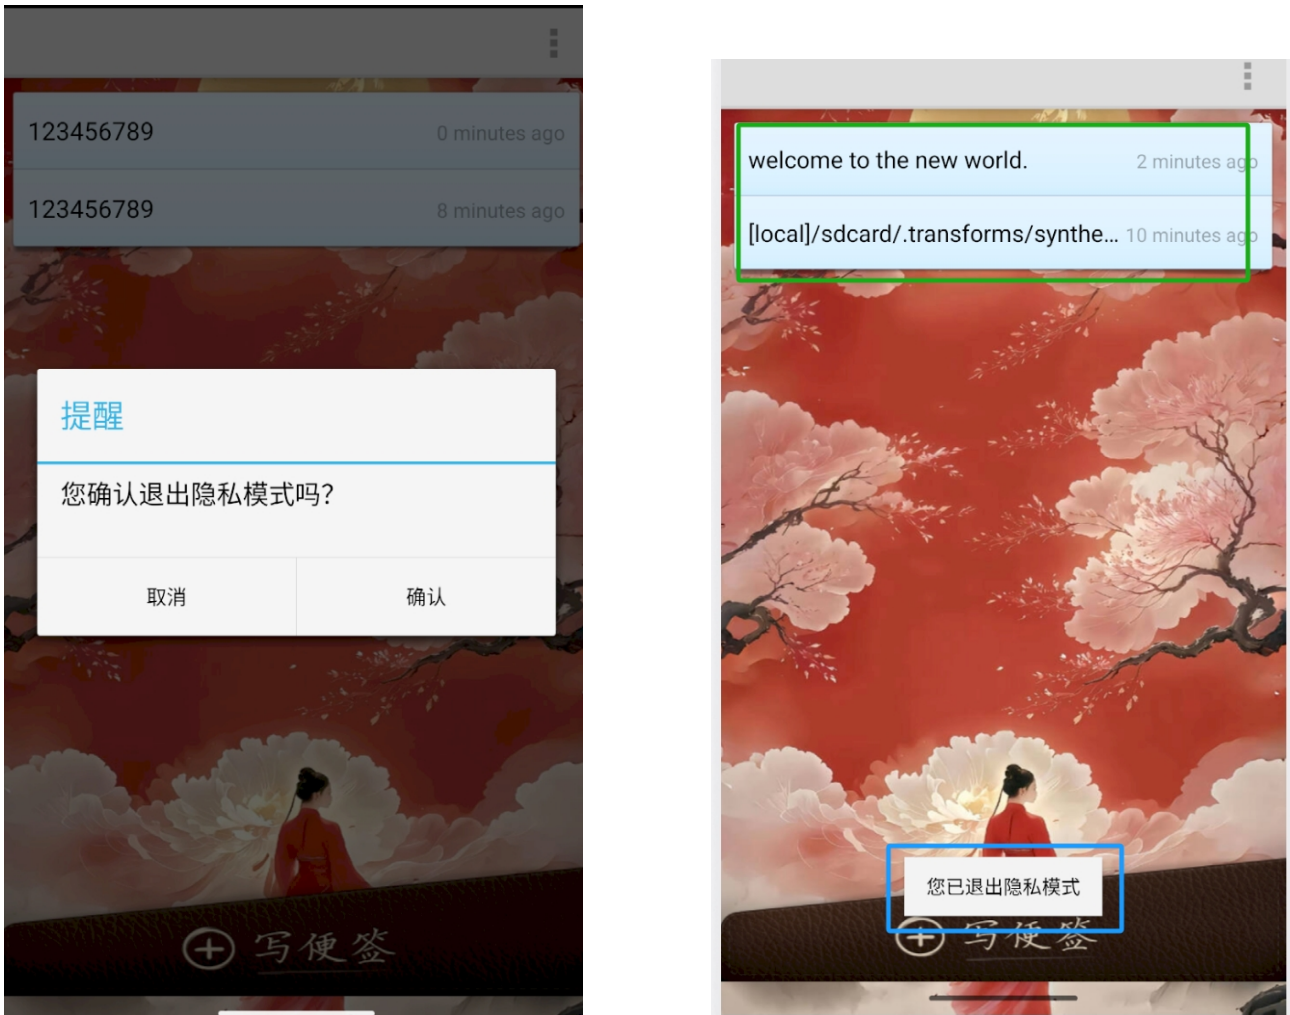 123456789
0 minutes ago
123456789
8 minutes ago
提醒
您确认退出隐私模式吗?
取消
确认
写便签
welcome to the new world.
2 minutes ago
[local]/sdcard/.transforms/synthe...
10 minutes ago
您已退出隐私模式
写便签